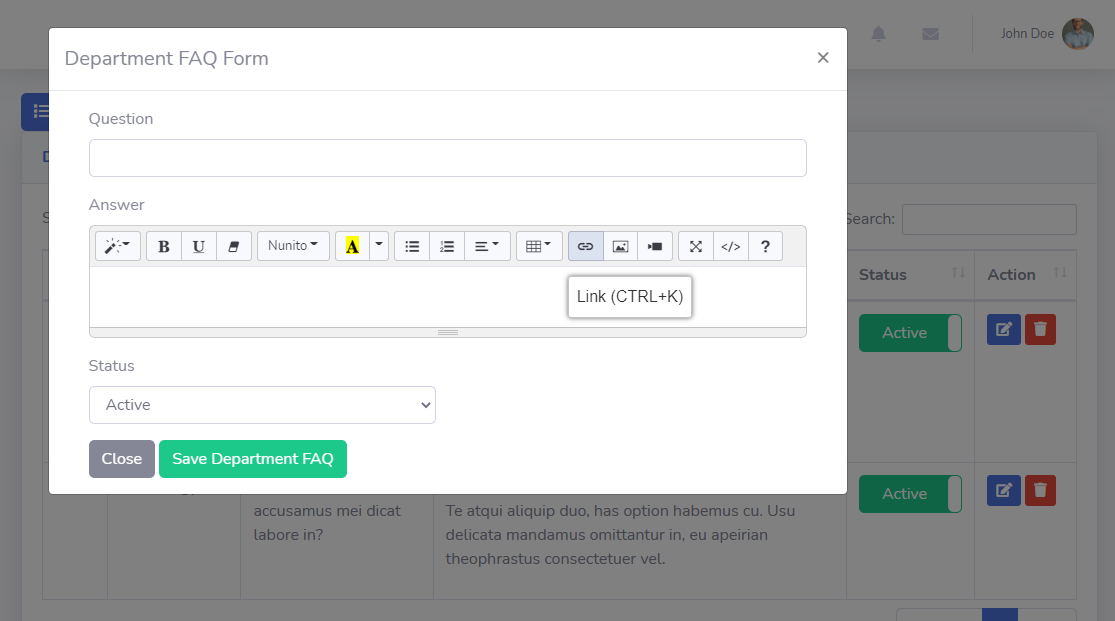 John Doe
Department FAQ Form
×
Question
Answer
B U Nunito A </> ?
Link (CTRL+K)
Status
Active
Close Save Department FAQ
Search:
Status Action
Active
Active
accusamus mei dicat
labore in?
Te atqui aliquip duo, has option habemus cu. Usu
delicata mandamus omittantur in, eu apeirian
theophrastus consectetuer vel.